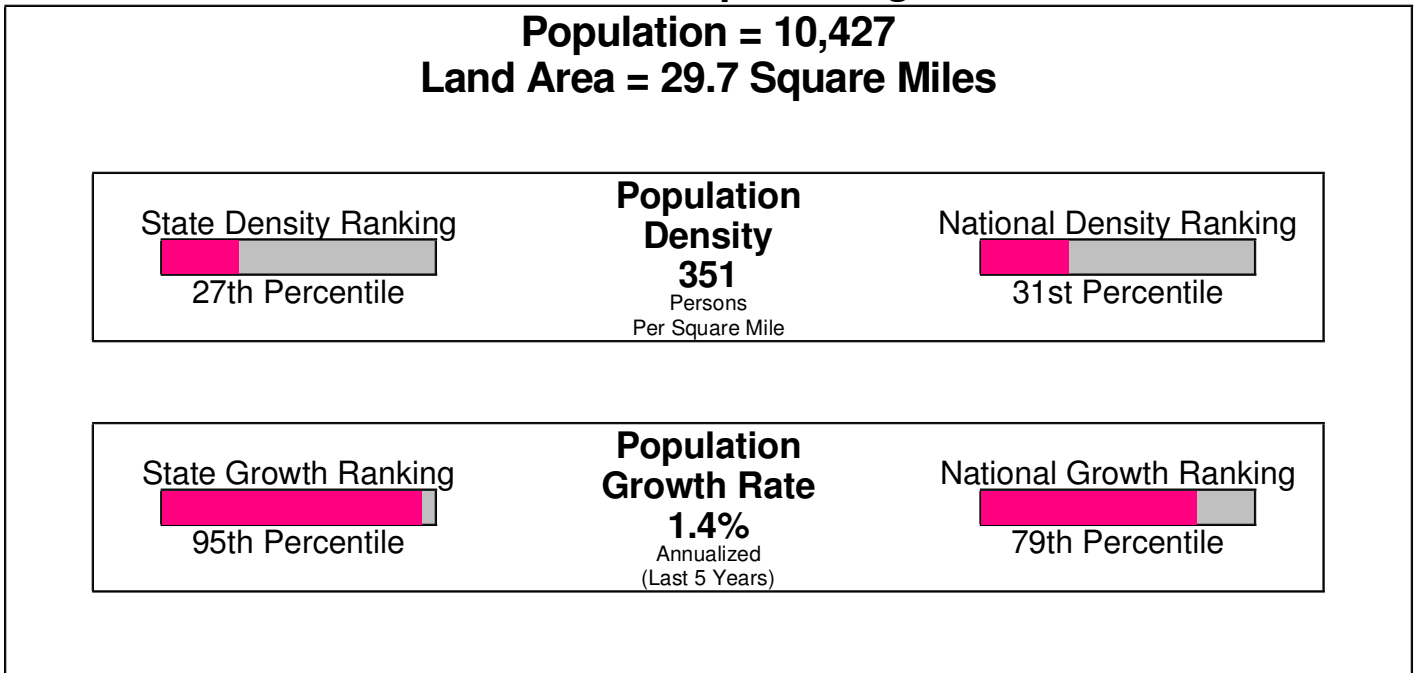 Population = 10,427
Land Area = 29.7 Square Miles
State Density Ranking
27th Percentile
Population
Density
351
Persons
Per Square Mile
National Density Ranking
31st Percentile
State Growth Ranking
95th Percentile
Population
Growth Rate
1.4%
Annualized
(Last 5 Years)
National Growth Ranking
79th Percentile